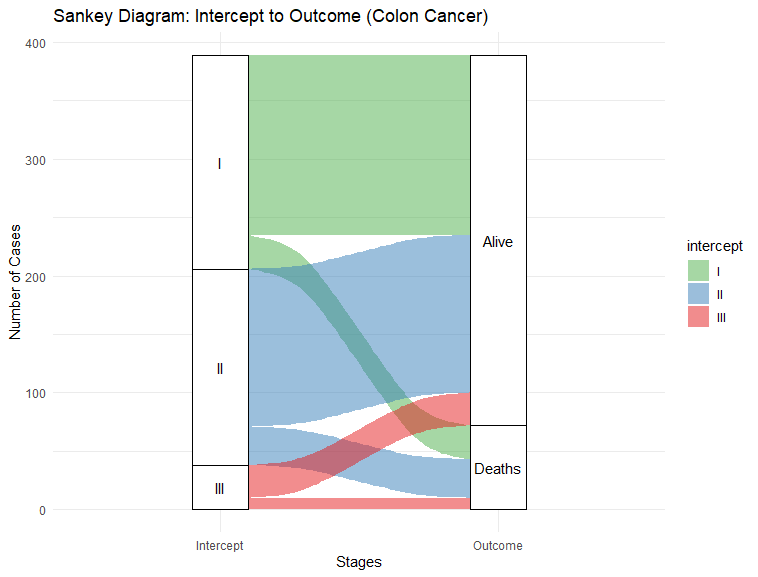 Sankey Diagram: Intercept to Outcome (Colon Cancer)
400
300
200
100
0
Number of Cases
I
II
III
Alive
Deaths
Intercept
Outcome
Stages
intercept
I
II
III